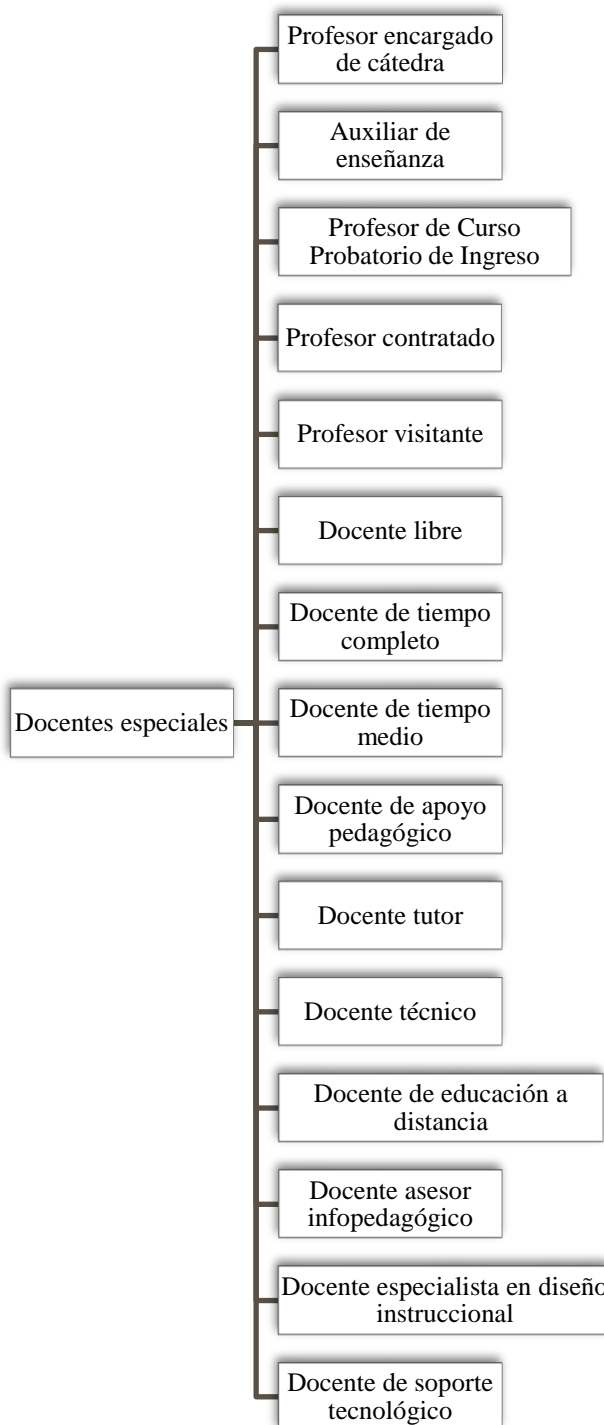 Profesor encargado
de cátedra
Auxiliar de
enseñanza
Profesor de Curso
Probatorio de Ingreso
Profesor contratado
Profesor visitante
Docente libre
Docente de tiempo
completo
Docentes especiales
Docente de tiempo
medio
Docente de apoyo
pedagógico
Docente tutor
Docente técnico
Docente de educación a
distancia
Docente asesor
infopedagógico
Docente especialista en diseño
instruccional
Docente de soporte
tecnológico